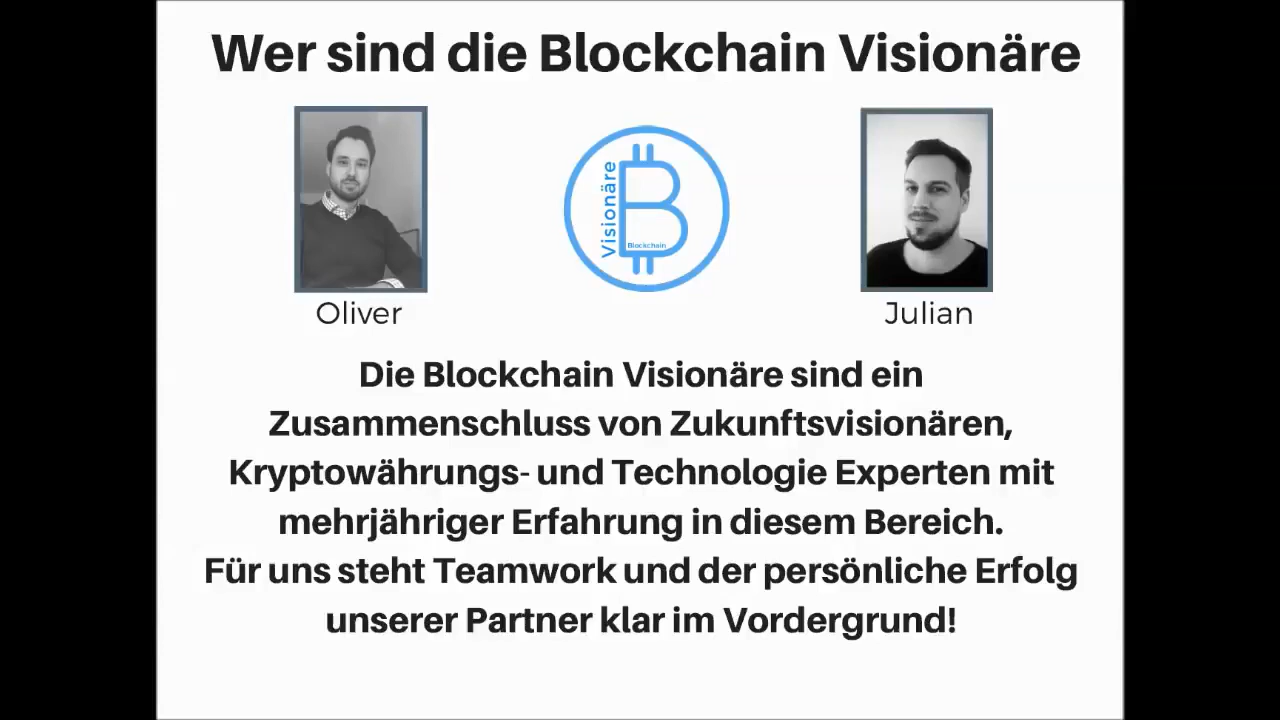 Wer sind die Blockchain Visionäre
Visionäre
Blockchain
Oliver
Julian
Die Blockchain Visionäre sind ein
Zusammenschluss von Zukunftsvisionären,
Kryptowährungs- und Technologie Experten mit
mehrjähriger Erfahrung in diesem Bereich.
Für uns steht Teamwork und der persönliche Erfolg
unserer Partner klar im Vordergrund!